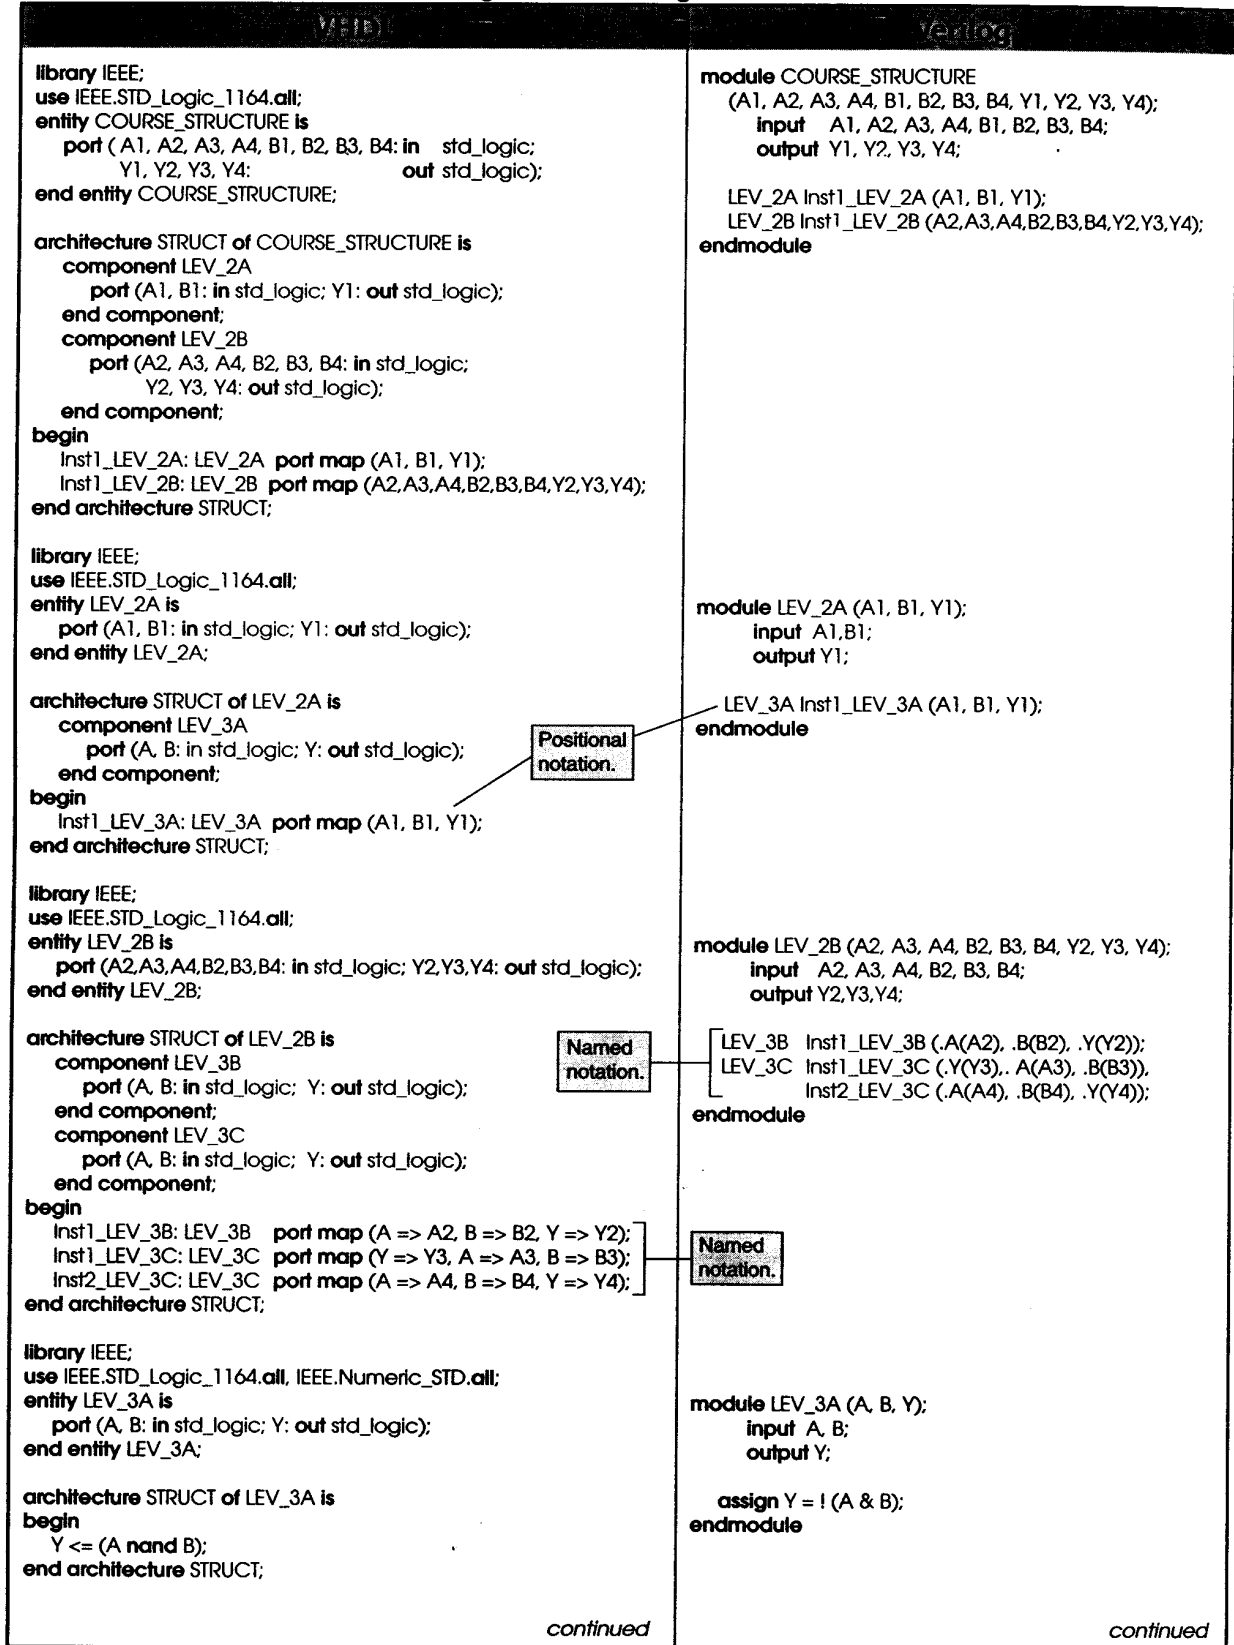 VHDL
library IEEE;
use IEEE.STD_Logic_1164.all;
entity COURSE_STRUCTURE is
port ( A1, A2, A3, A4, B1, B2, B3, B4: in std_logic;
Y1, Y2, Y3, Y4: out std_logic);
end entity COURSE_STRUCTURE;
architecture STRUCT of COURSE_STRUCTURE is
component LEV_2A
port (A1, B1: in std_logic; Y1: out std_logic);
end component;
component LEV_2B
port (A2, A3, A4, B2, B3, B4: in std_logic;
Y2, Y3, Y4: out std_logic);
end component;
begin
Inst1_LEV_2A: LEV_2A port map (A1, B1, Y1);
Inst1_LEV_2B: LEV_2B port map (A2,A3,A4,B2,B3,B4,Y2,Y3,Y4);
end architecture STRUCT;
library IEEE;
use IEEE.STD_Logic_1164.all;
entity LEV_2A is
port (A1, B1: in std_logic; Y1: out std_logic);
end entity LEV_2A;
architecture STRUCT of LEV_2A is
component LEV_3A
port (A, B: in std_logic; Y: out std_logic);
end component;
begin
Inst1_LEV_3A: LEV_3A port map (A1, B1, Y1);
end architecture STRUCT;
Positional
notation.
library IEEE;
use IEEE.STD_Logic_1164.all;
entity LEV_2B is
port (A2,A3,A4,B2,B3,B4: in std_logic; Y2,Y3,Y4: out std_logic);
end entity LEV_2B;
architecture STRUCT of LEV_2B is
component LEV_3B
port (A, B: in std_logic; Y: out std_logic);
end component;
component LEV_3C
port (A, B: in std_logic; Y: out std_logic);
end component;
begin
Inst1_LEV_3B: LEV_3B port map (A => A2, B => B2, Y => Y2);
Inst1_LEV_3C: LEV_3C port map (Y => Y3, A => A3, B => B3);
Inst2_LEV_3C: LEV_3C port map (A => A4, B => B4, Y => Y4);
end architecture STRUCT;
Named
notation.
library IEEE;
use IEEE.STD_Logic_1164.all, IEEE.Numeric_STD.all;
entity LEV_3A is
port (A, B: in std_logic; Y: out std_logic);
end entity LEV_3A;
architecture STRUCT of LEV_3A is
begin
Y <= (A nand B);
end architecture STRUCT;
continued
Verilog
module COURSE_STRUCTURE
(A1, A2, A3, A4, B1, B2, B3, B4, Y1, Y2, Y3, Y4);
input A1, A2, A3, A4, B1, B2, B3, B4;
output Y1, Y2, Y3, Y4;
LEV_2A Inst1_LEV_2A (A1, B1, Y1);
LEV_2B Inst1_LEV_2B (A2,A3,A4,B2,B3,B4,Y2,Y3,Y4);
endmodule
module LEV_2A (A1, B1, Y1);
input A1,B1;
output Y1;
LEV_3A Inst1_LEV_3A (A1, B1, Y1);
endmodule
module LEV_2B (A2, A3, A4, B2, B3, B4, Y2, Y3, Y4);
input A2, A3, A4, B2, B3, B4;
output Y2,Y3,Y4;
Named
notation.
LEV_3B Inst1_LEV_3B (.A(A2), .B(B2), .Y(Y2));
LEV_3C Inst1_LEV_3C (.Y(Y3),. A(A3), .B(B3)),
Inst2_LEV_3C (.A(A4), .B(B4), .Y(Y4));
endmodule
module LEV_3A (A, B, Y);
input A, B;
output Y;
assign Y = ! (A & B);
endmodule
continued